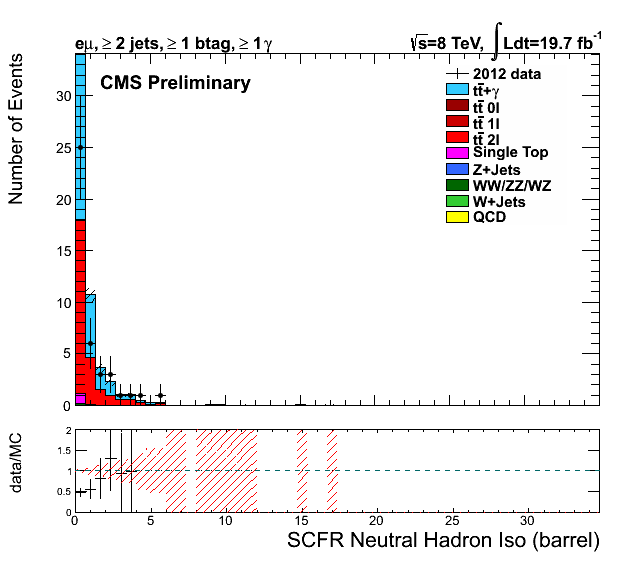 eμ, ≥ 2 jets, ≥ 1 btag, ≥ 1 γ
√s=8 TeV, ∫ Ldt=19.7 fb⁻¹
CMS Preliminary
Number of Events
30
25
20
15
10
5
0
2012 data
tt̄+γ
tt̄ 0l
tt̄ 1l
tt̄ 2l
Single Top
Z+Jets
WW/ZZ/WZ
W+Jets
QCD
data/MC
2
1.5
1
0.5
0
0 5 10 15 20 25 30
SCFR Neutral Hadron Iso (barrel)